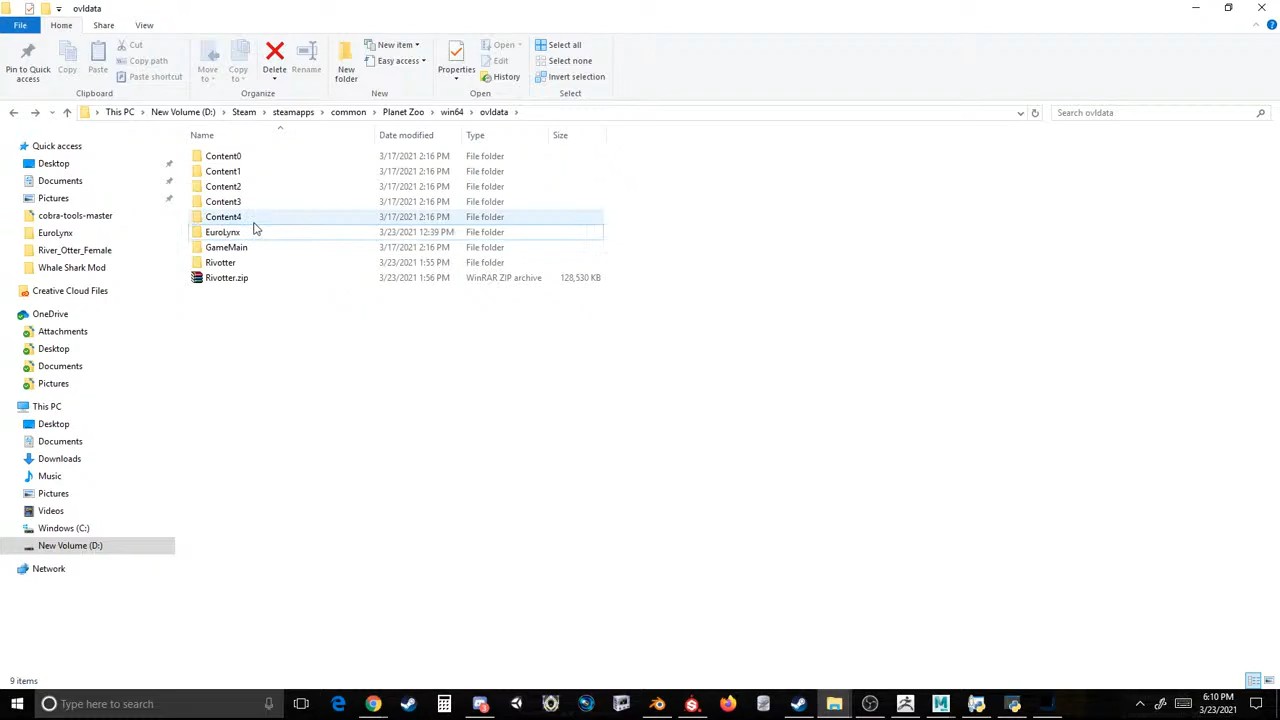 ovldata
File Home Share View
Pin to Quick access
Copy
Paste
Cut
Copy path
Paste shortcut
Clipboard
Move to
Copy to
Delete
Rename
Organize
New folder
New item
Easy access
New
Properties
Open
Edit
History
Open
Select all
Select none
Invert selection
Select
This PC > New Volume (D:) > Steam > steamapps > common > Planet Zoo > win64 > ovldata >
Search ovldata
Name Date modified Type Size
Content0 3/17/2021 2:16 PM File folder
Content1 3/17/2021 2:16 PM File folder
Content2 3/17/2021 2:16 PM File folder
Content3 3/17/2021 2:16 PM File folder
Content4 3/17/2021 2:16 PM File folder
EuroLynx 3/23/2021 12:39 PM File folder
GameMain 3/17/2021 2:16 PM File folder
Rivotter 3/23/2021 1:55 PM File folder
Rivotter.zip 3/23/2021 1:56 PM WinRAR ZIP archive 128,530 KB
Quick access
Desktop
Documents
Pictures
cobra-tools-master
EuroLynx
River_Otter_Female
Whale Shark Mod
Creative Cloud Files
OneDrive
Attachments
Desktop
Documents
Pictures
This PC
Desktop
Documents
Downloads
Music
Pictures
Videos
Windows (C:)
New Volume (D:)
Network
9 items
Type here to search
6:10 PM
3/23/2021